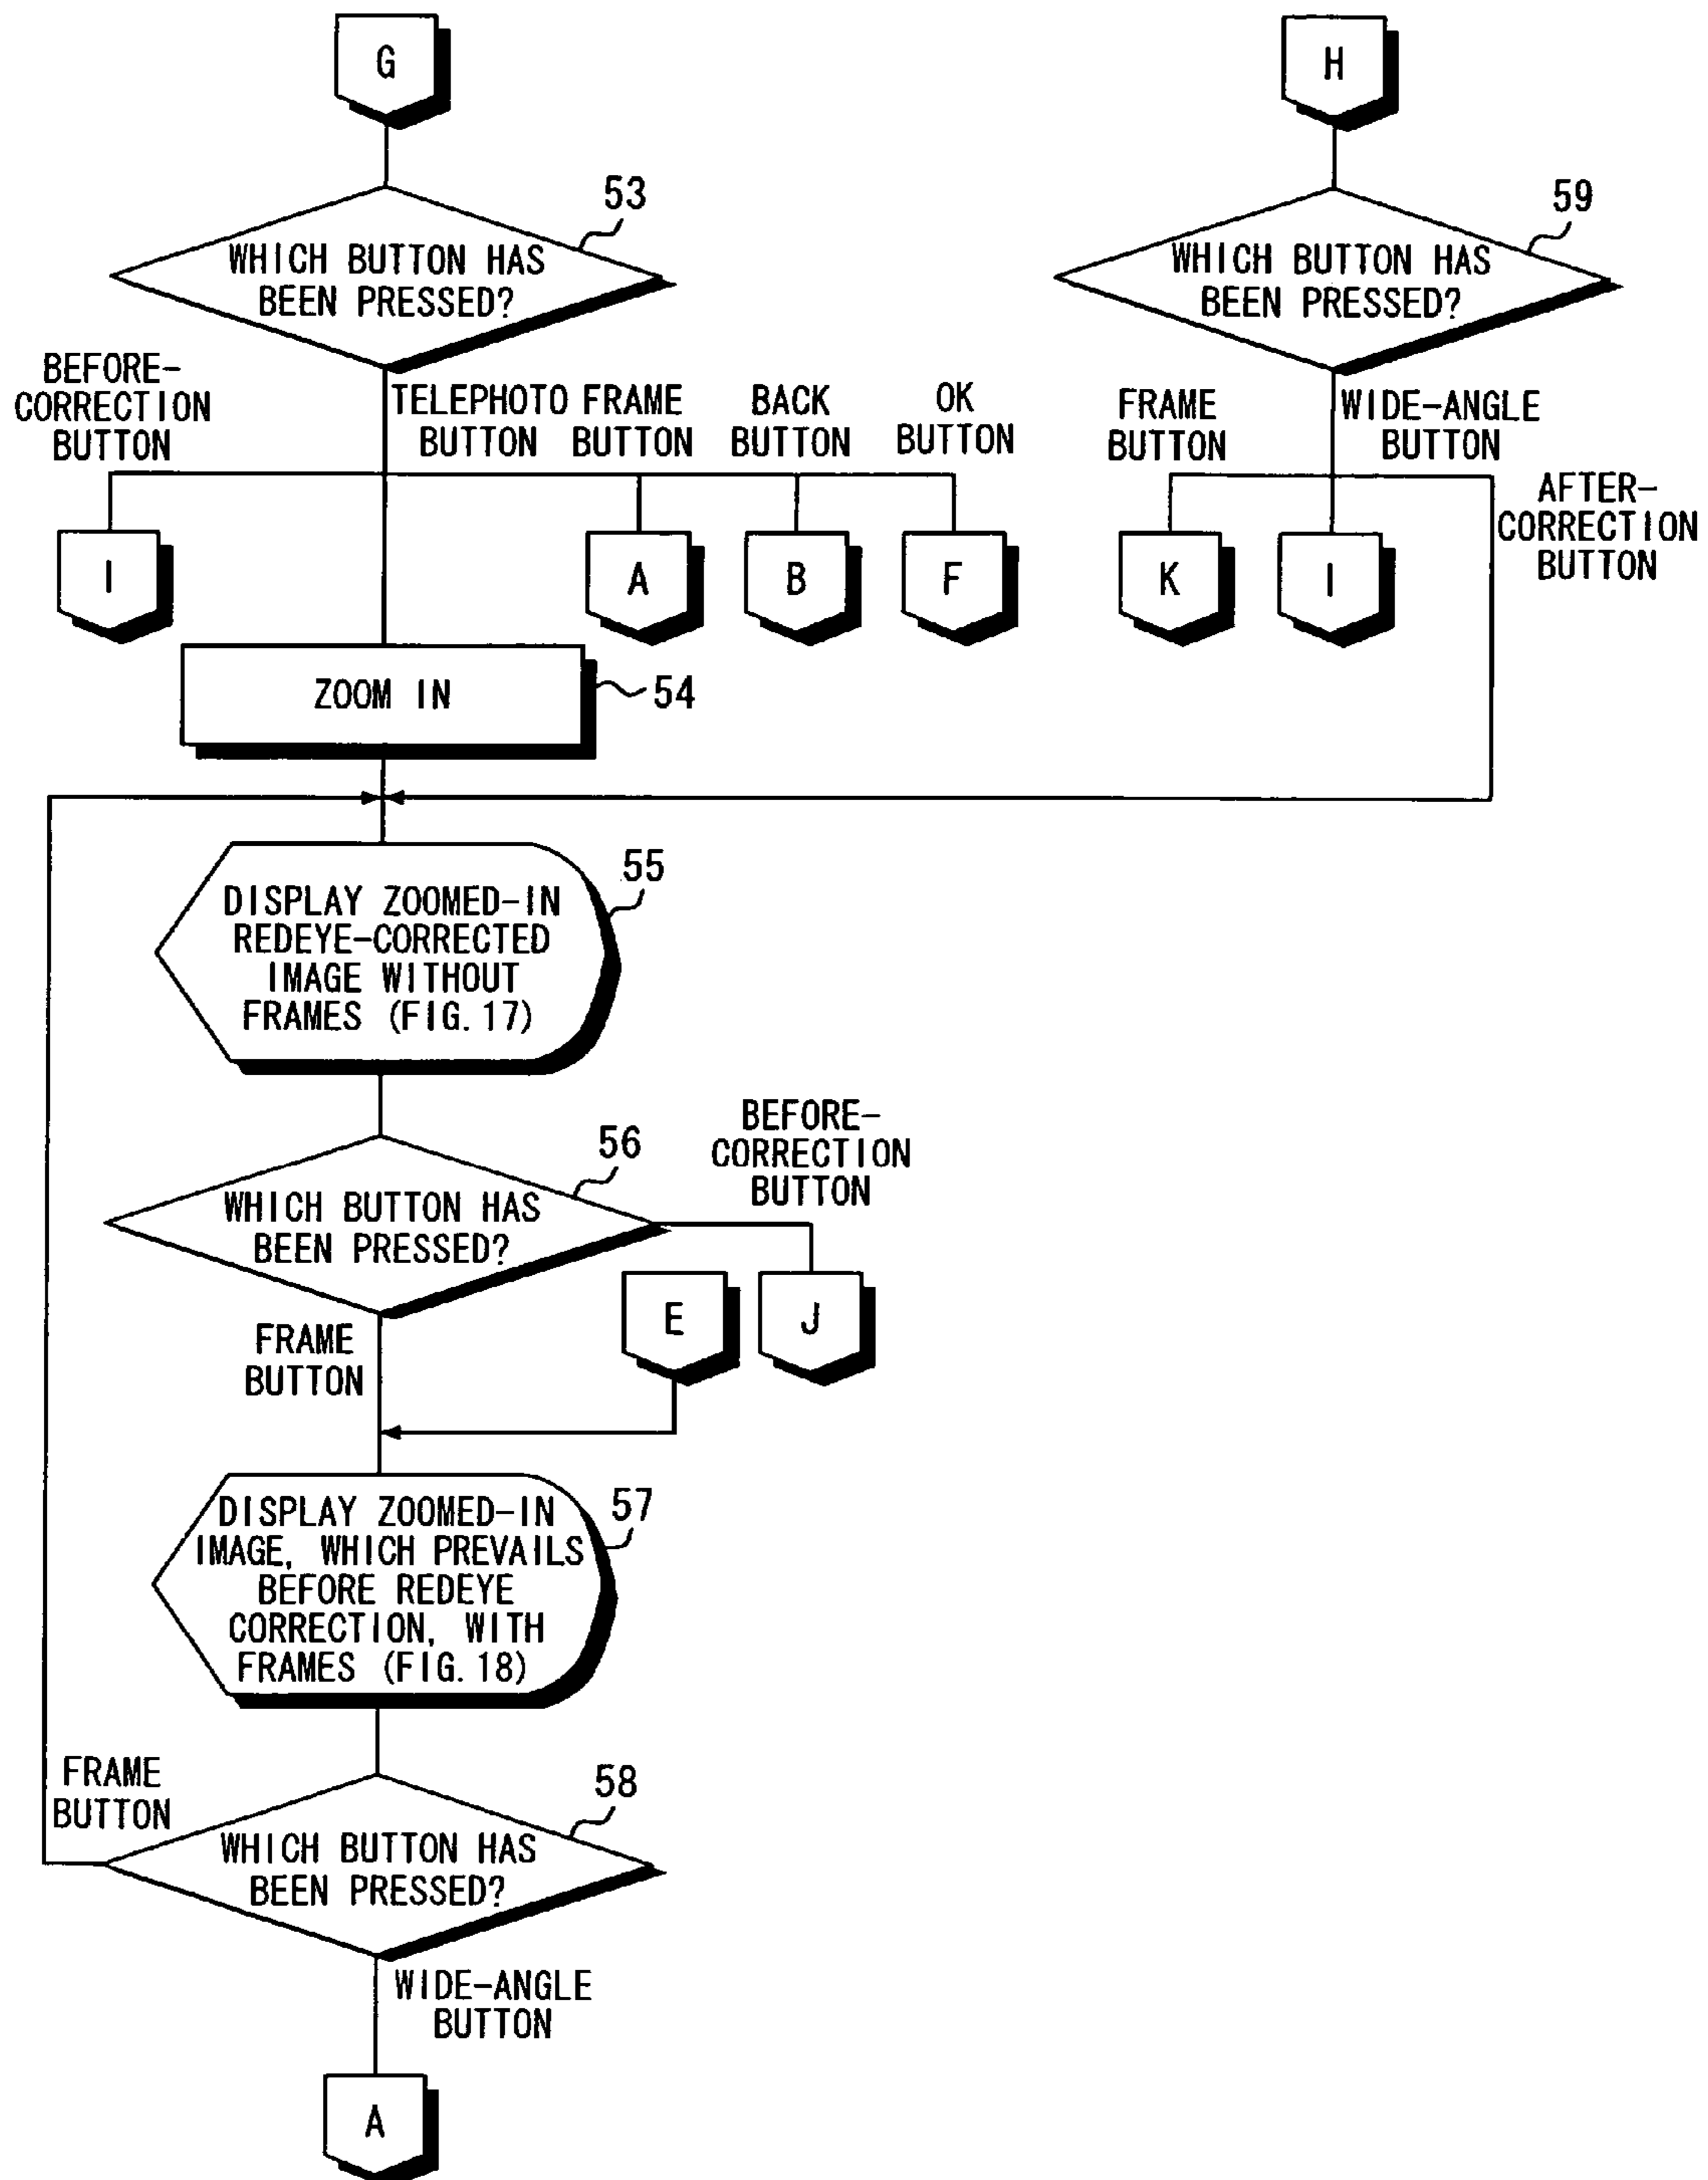 G
H
53
WHICH BUTTON HAS
BEEN PRESSED?
59
WHICH BUTTON HAS
BEEN PRESSED?
BEFORE-
CORRECTION
BUTTON
TELEPHOTO
BUTTON
FRAME
BUTTON
BACK
BUTTON
OK
BUTTON
FRAME
BUTTON
WIDE-ANGLE
BUTTON
AFTER-
CORRECTION
BUTTON
I
A
B
F
K
I
ZOOM IN
54
55
DISPLAY ZOOMED-IN
REDEYE-CORRECTED
IMAGE WITHOUT
FRAMES (FIG. 17)
56
WHICH BUTTON HAS
BEEN PRESSED?
BEFORE-
CORRECTION
BUTTON
E
J
FRAME
BUTTON
57
DISPLAY ZOOMED-IN
IMAGE, WHICH PREVAILS
BEFORE REDEYE
CORRECTION, WITH
FRAMES (FIG. 18)
FRAME
BUTTON
58
WHICH BUTTON HAS
BEEN PRESSED?
WIDE-ANGLE
BUTTON
A